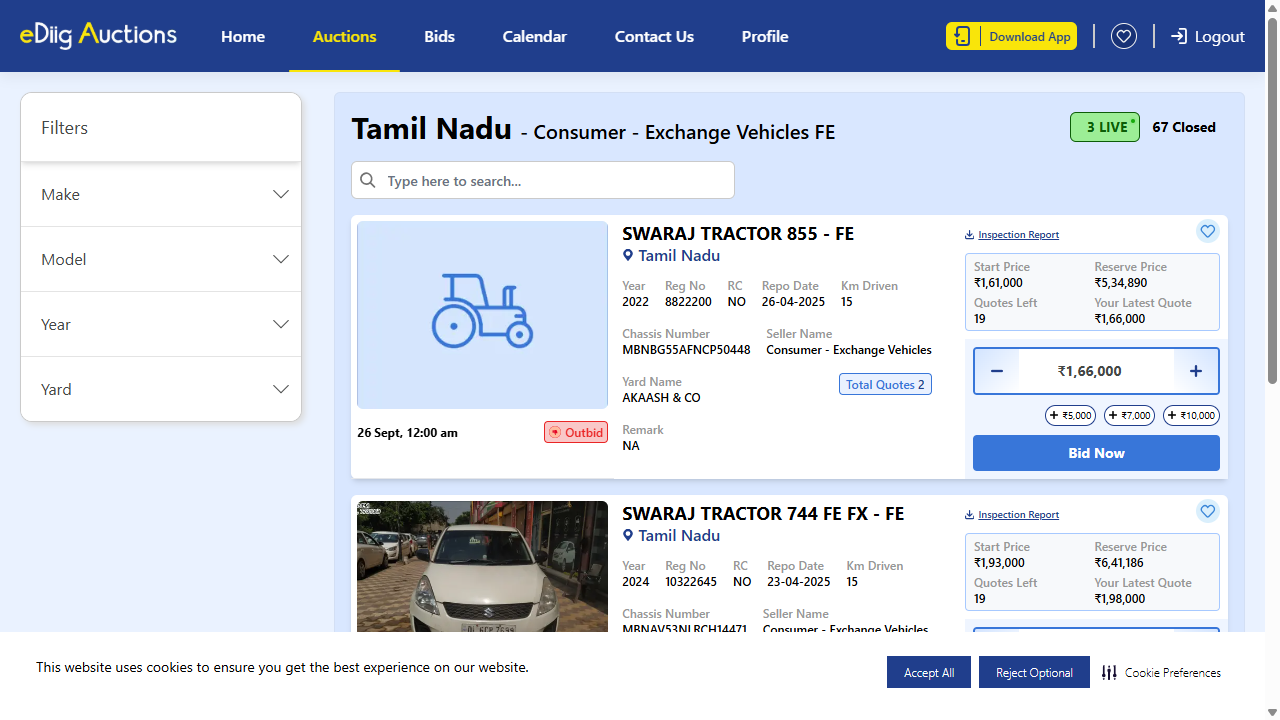 eDiig Auctions
Home
Auctions
Bids
Calendar
Contact Us
Profile
Download App
Logout
Filters
Make
Model
Year
Yard
Tamil Nadu - Consumer - Exchange Vehicles FE
3 LIVE
67 Closed
Type here to search...
SWARAJ TRACTOR 855 - FE
Tamil Nadu
Year Reg No RC Repo Date Km Driven
2022 8822200 NO 26-04-2025 15
Chassis Number Seller Name
MBNBG55AFNCP50448 Consumer - Exchange Vehicles
Yard Name
AKAASH & CO
Total Quotes 2
Remark
NA
26 Sept, 12:00 am
Outbid
Inspection Report
Start Price Reserve Price
₹1,61,000 ₹5,34,890
Quotes Left Your Latest Quote
19 ₹1,66,000
− ₹1,66,000 +
+ ₹5,000 + ₹7,000 + ₹10,000
Bid Now
SWARAJ TRACTOR 744 FE FX - FE
Tamil Nadu
Year Reg No RC Repo Date Km Driven
2024 10322645 NO 23-04-2025 15
Chassis Number Seller Name
MBNAV53NLRCH14471 Consumer - Exchange Vehicles
Inspection Report
Start Price Reserve Price
₹1,93,000 ₹6,41,186
Quotes Left Your Latest Quote
19 ₹1,98,000
This website uses cookies to ensure you get the best experience on our website.
Accept All
Reject Optional
Cookie Preferences